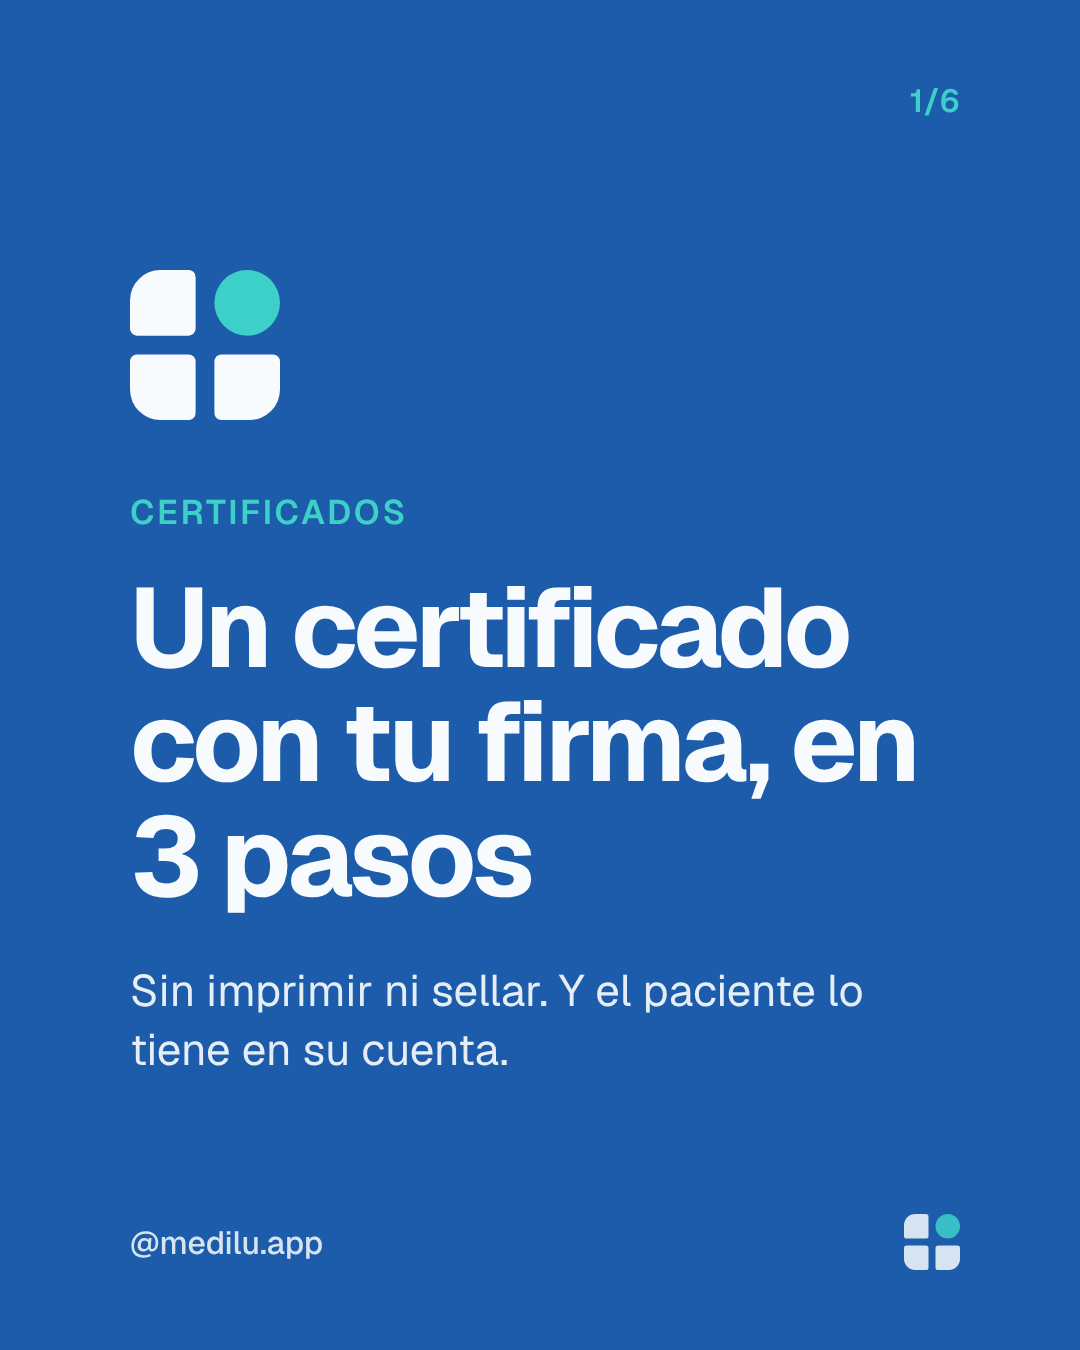 1/6
CERTIFICADOS
Un certificado
con tu firma, en
3 pasos
Sin imprimir ni sellar. Y el paciente lo
tiene en su cuenta.
@medilu.app